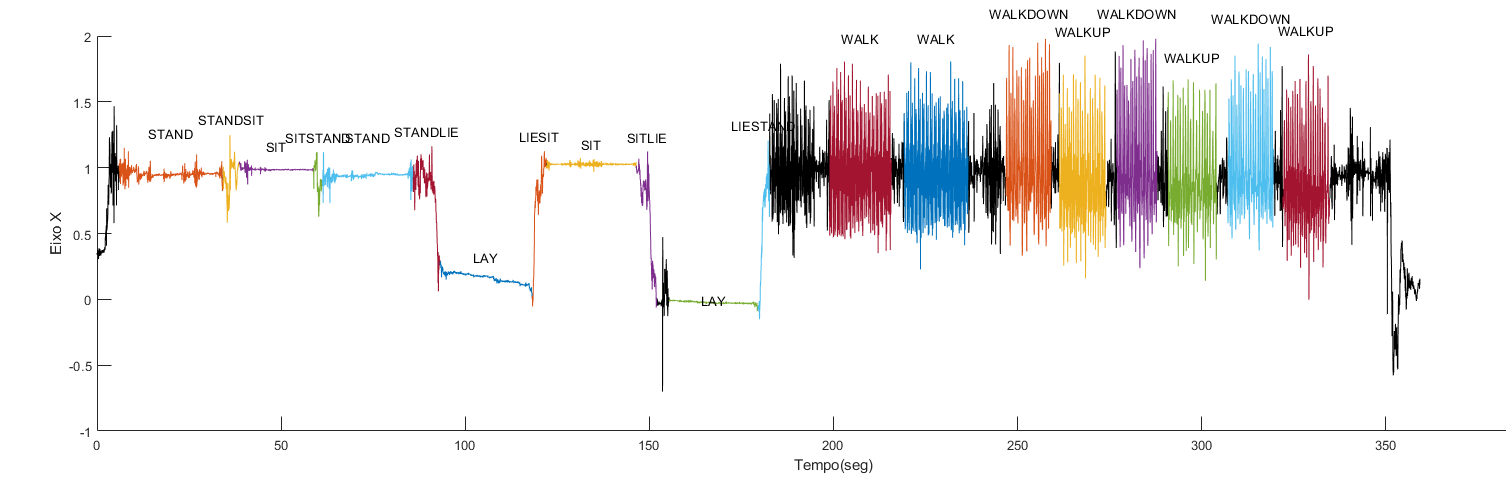 WALKDOWN WALKDOWN WALKDOWN
WALK WALK WALKUP WALKUP WALKUP
STAND STANDSIT SIT SITSTAND STAND STANDLIE LIESIT SIT SITLIE LIESTAND
LAY LAY
2
1.5
1
0.5
0
-0.5
-1
Eixo X
0 50 100 150 200 250 300 350
Tempo(seg)